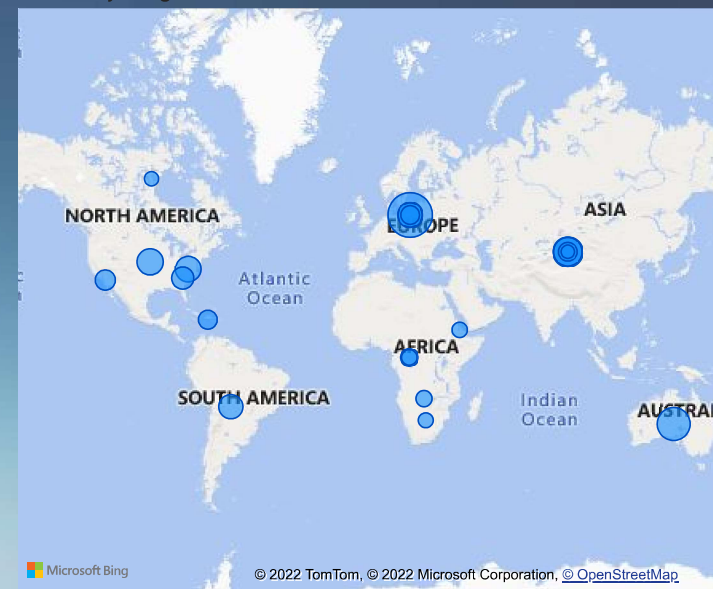 NORTH AMERICA
ASIA
EUROPE
Atlantic
Ocean
AFRICA
SOUTH AMERICA
Indian
Ocean
AUSTRAL
Microsoft Bing
© 2022 TomTom, © 2022 Microsoft Corporation, © OpenStreetMap